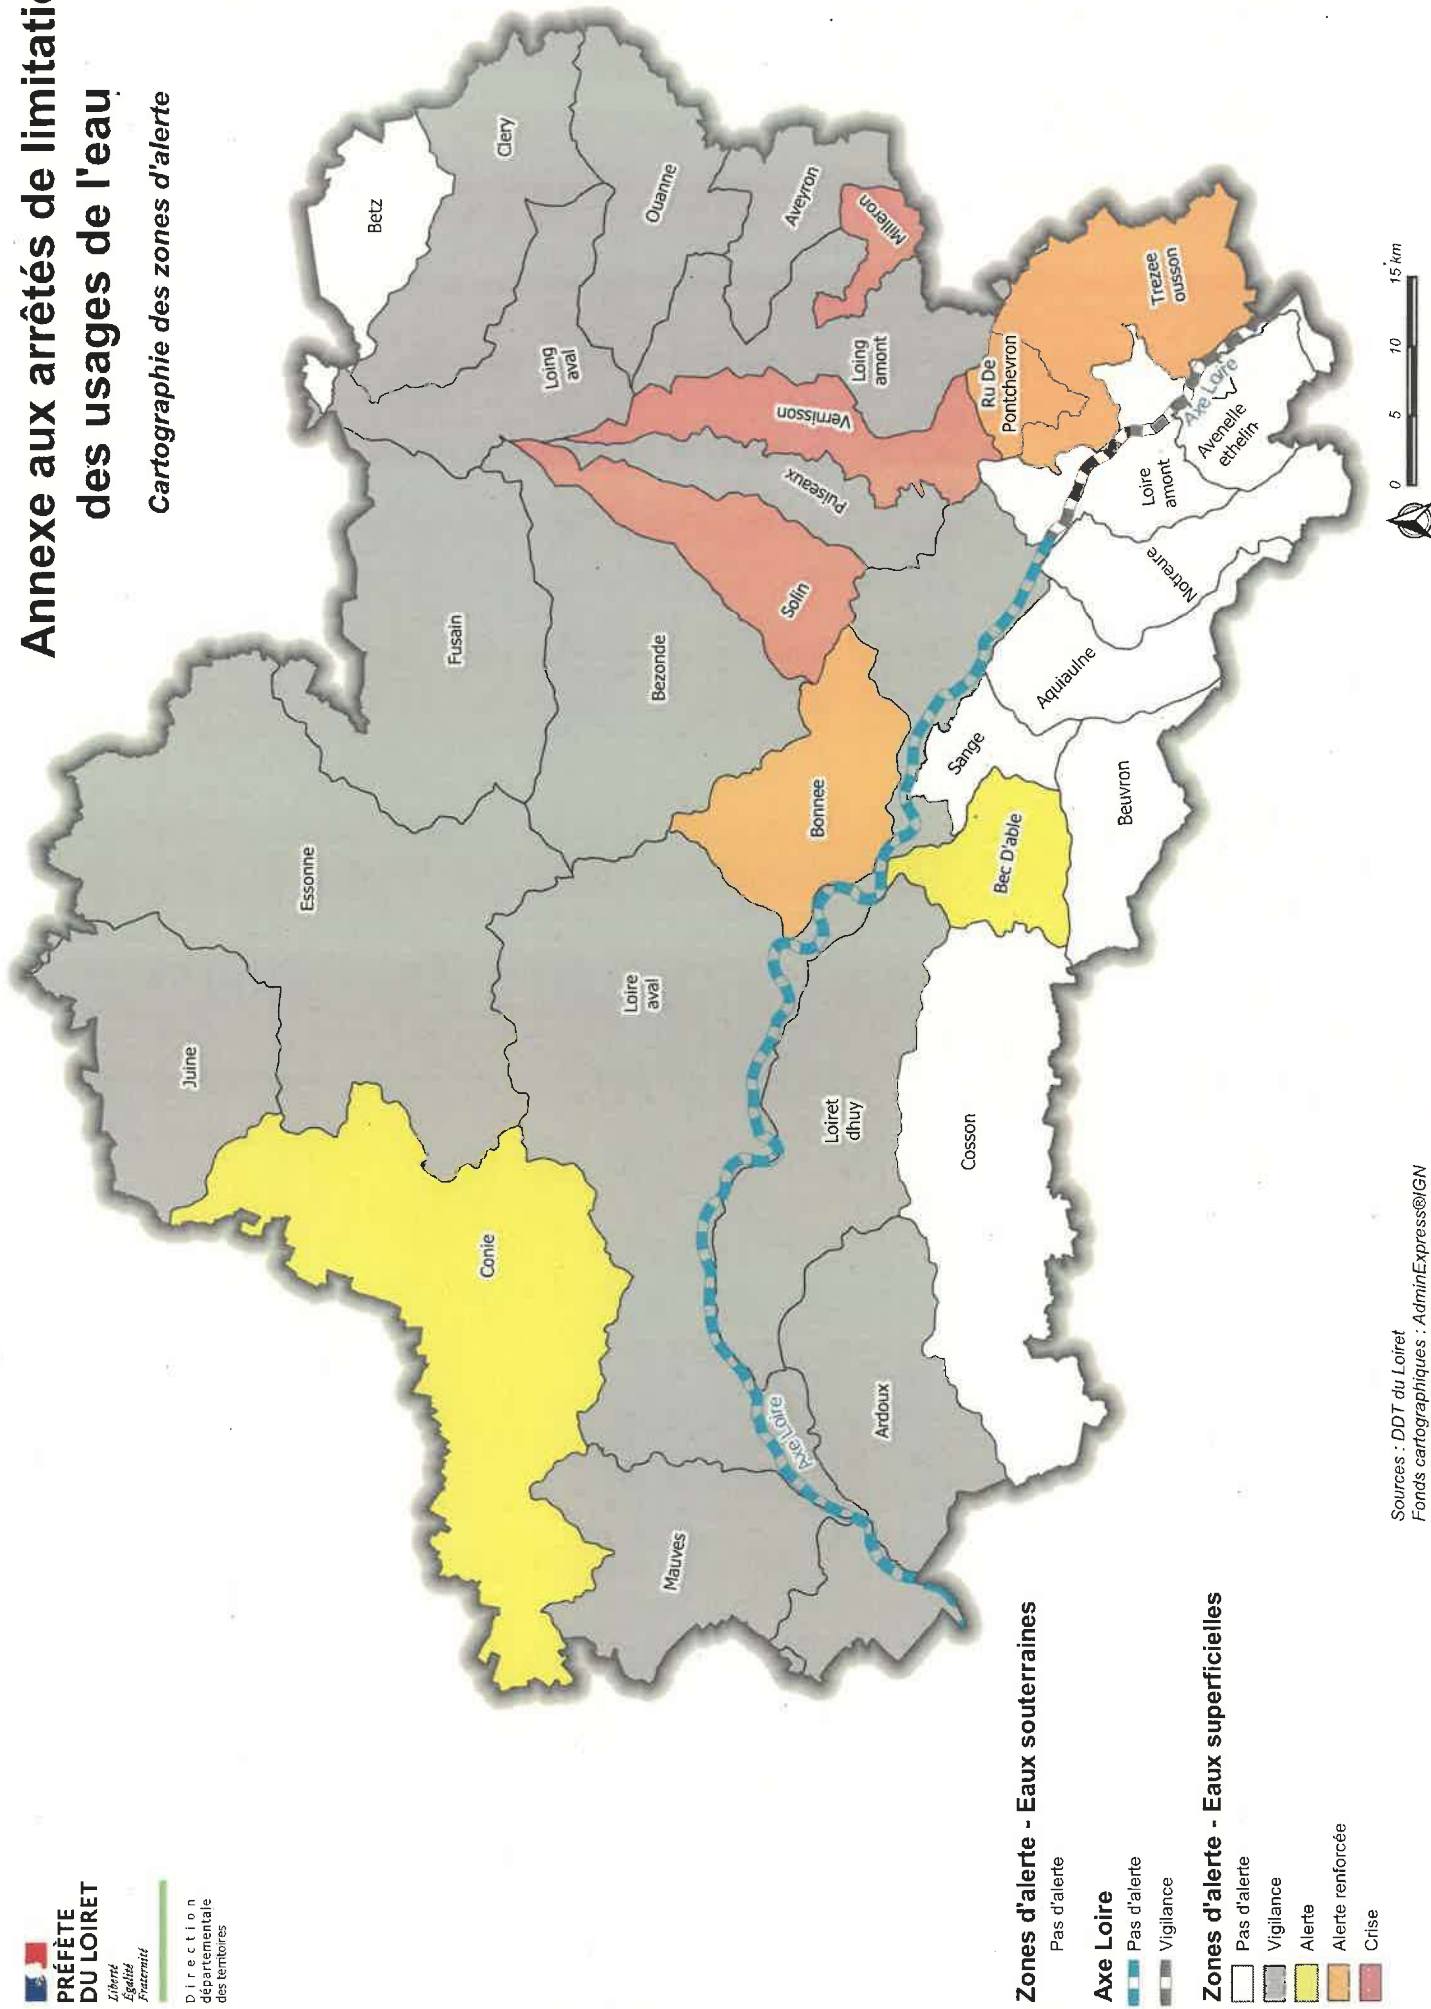 PRÉFÈTE
DU LOIRET
Liberté
Égalité
Fraternité
Direction
départementale
des territoires
Annexe aux arrêtés de limitatio
des usages de l'eau
Cartographie des zones d'alerte
Juine
Essonne
Conie
Fusain
Betz
Clery
Loing
aval
Ouanne
Aveyron
Milleron
Bezonde
Solin
Puiseaux
Vernisson
Loing
amont
Mauves
Loire
aval
Bonnee
Ru De
Pontchevron
Trezee
ousson
Axe Loire
Axe Loire
Ardoux
Loiret
dhuy
Cosson
Bec D'able
Sange
Beuvron
Aquiaulne
Notreure
Loire
amont
Avenelle
ethelin
Zones d'alerte - Eaux souterraines
Pas d'alerte
Axe Loire
Pas d'alerte
Vigilance
Zones d'alerte - Eaux superficielles
Pas d'alerte
Vigilance
Alerte
Alerte renforcée
Crise
Sources : DDT du Loiret
Fonds cartographiques : AdminExpress®IGN
0 5 10 15 km